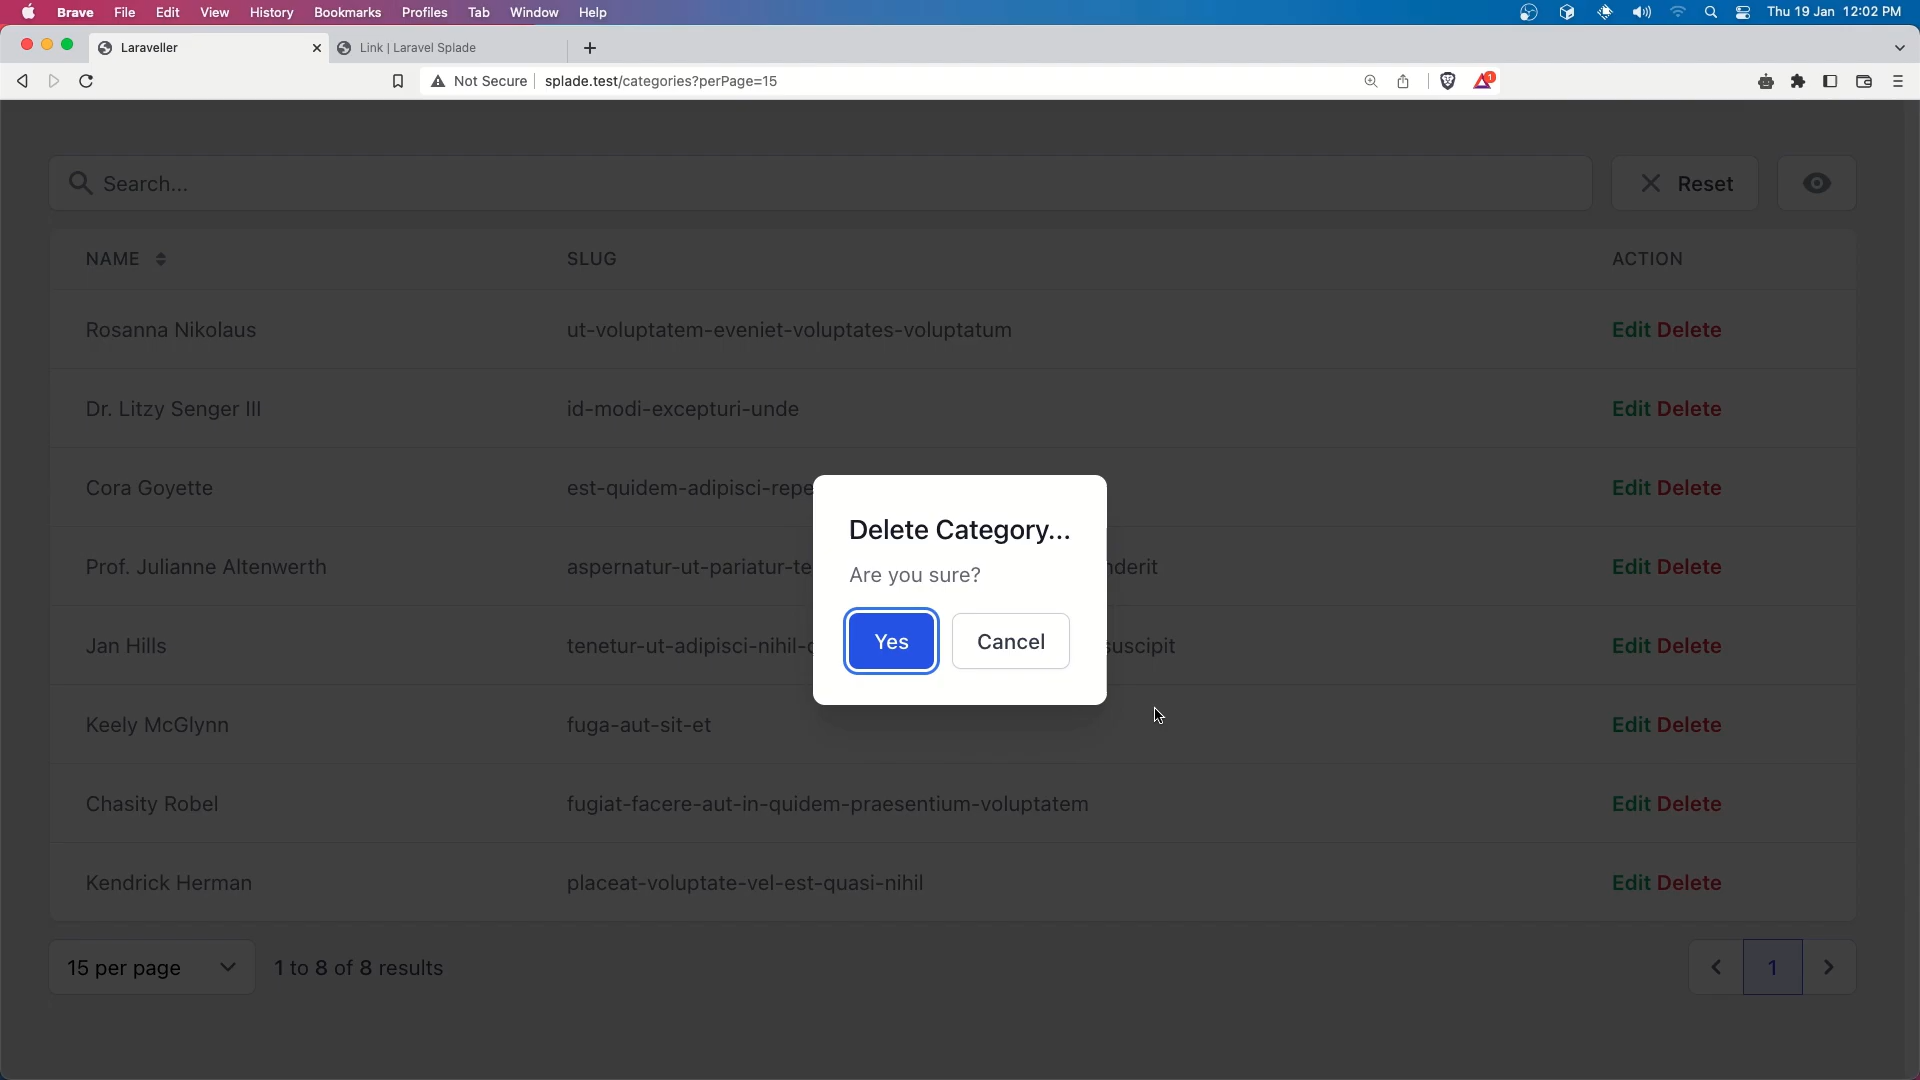 Brave File Edit View History Bookmarks Profiles Tab Window Help Thu 19 Jan 12:02 PM
Laraveller Link | Laravel Splade
Not Secure splade.test/categories?perPage=15 1
Search... Reset
NAME SLUG ACTION
Rosanna Nikolaus ut-voluptatem-eveniet-voluptates-voluptatum Edit Delete
Dr. Litzy Senger III id-modi-excepturi-unde Edit Delete
Cora Goyette est-quidem-adipisci-repe Edit Delete
Delete Category...
Prof. Julianne Altenwerth aspernatur-ut-pariatur-te nderit Edit Delete
Are you sure?
Jan Hills tenetur-ut-adipisci-nihil- suscipit Edit Delete
Yes Cancel
Keely McGlynn fuga-aut-sit-et Edit Delete
Chasity Robel fugiat-facere-aut-in-quidem-praesentium-voluptatem Edit Delete
Kendrick Herman placeat-voluptate-vel-est-quasi-nihil Edit Delete
15 per page 1 to 8 of 8 results 1